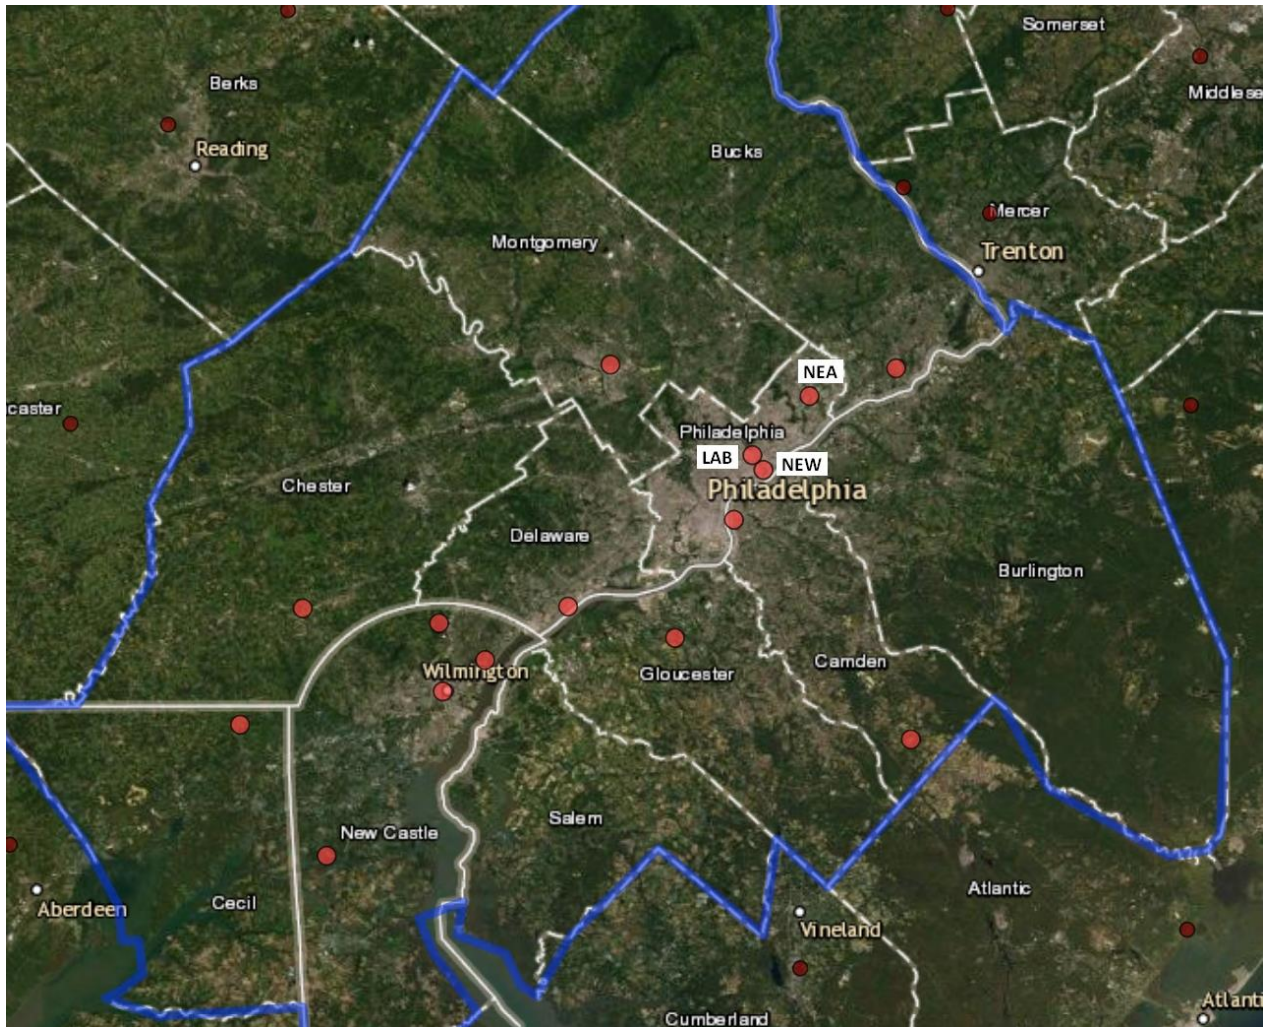 Somerset
Berks
Middlese
Reading
Bucks
Mercer
Montgomery
Trenton
NEA
caster
Philadelphia
LAB
NEW
Philadelphia
Chester
Delaware
Burlington
Camden
Wilmington
Gloucester
Salem
New Castle
Atlantic
Cecil
Aberdeen
Vineland
Atlanti
Cumberland